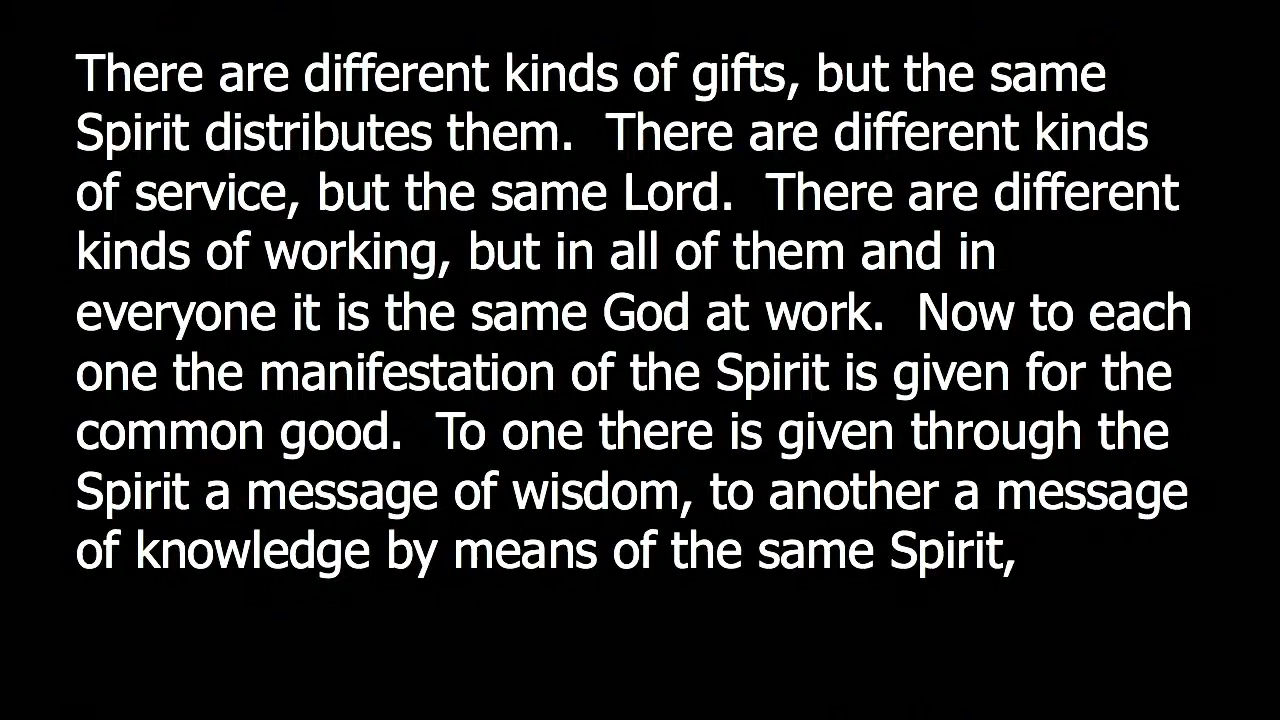 There are different kinds of gifts, but the same
Spirit distributes them.  There are different kinds
of service, but the same Lord.  There are different
kinds of working, but in all of them and in
everyone it is the same God at work.  Now to each
one the manifestation of the Spirit is given for the
common good.  To one there is given through the
Spirit a message of wisdom, to another a message
of knowledge by means of the same Spirit,